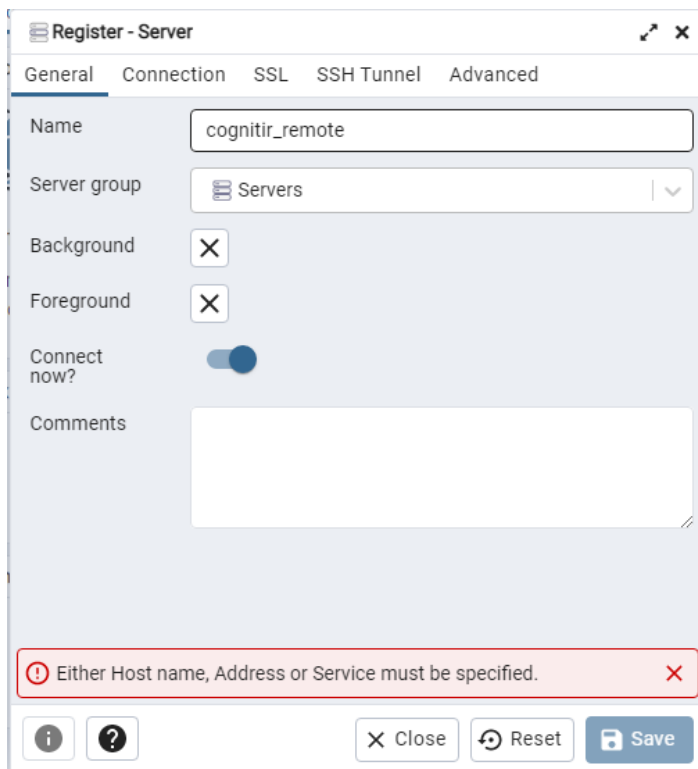 Register - Server
General Connection SSL SSH Tunnel Advanced
Name cognitir_remote
Server group Servers
Background
Foreground
Connect
now?
Comments
Either Host name, Address or Service must be specified.
Close Reset Save